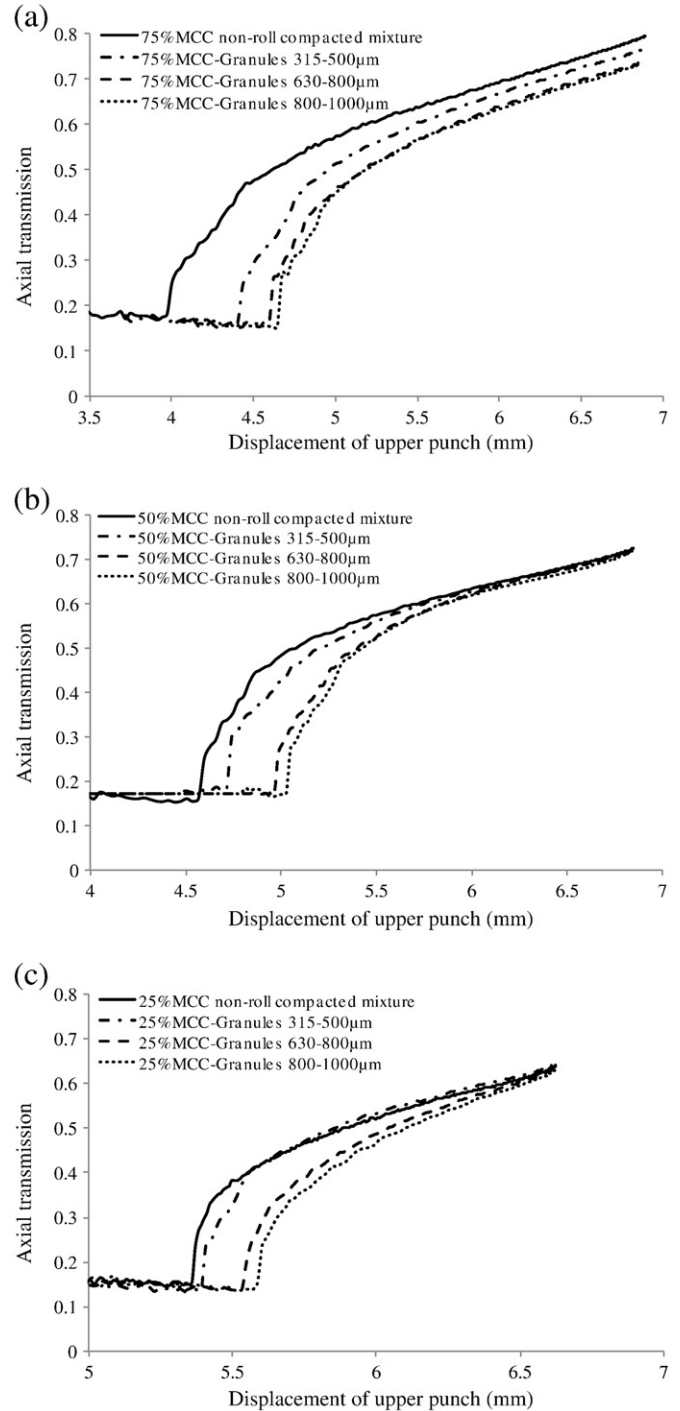 (a)
75%MCC non-roll compacted mixture
75%MCC-Granules 315-500µm
75%MCC-Granules 630-800µm
75%MCC-Granules 800-1000µm
0.8
0.7
0.6
0.5
0.4
0.3
0.2
0.1
0
Axial transmission
3.5 4 4.5 5 5.5 6 6.5 7
Displacement of upper punch (mm)
(b)
50%MCC non-roll compacted mixture
50%MCC-Granules 315-500µm
50%MCC-Granules 630-800µm
50%MCC-Granules 800-1000µm
0.8
0.7
0.6
0.5
0.4
0.3
0.2
0.1
0
Axial transmission
4 4.5 5 5.5 6 6.5 7
Displacement of upper punch (mm)
(c)
25%MCC non-roll compacted mixture
25%MCC-Granules 315-500µm
25%MCC-Granules 630-800µm
25%MCC-Granules 800-1000µm
0.8
0.7
0.6
0.5
0.4
0.3
0.2
0.1
0
Axial transmission
5 5.5 6 6.5 7
Displacement of upper punch (mm)